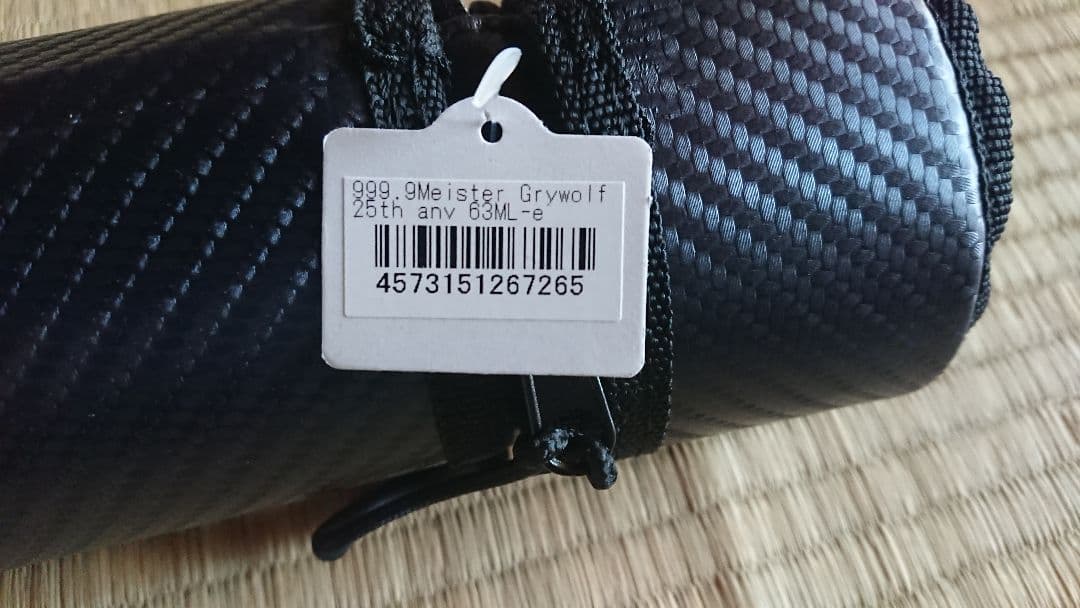 999.9Meister Grywolf
25th anv 63ML-e
4573151267265